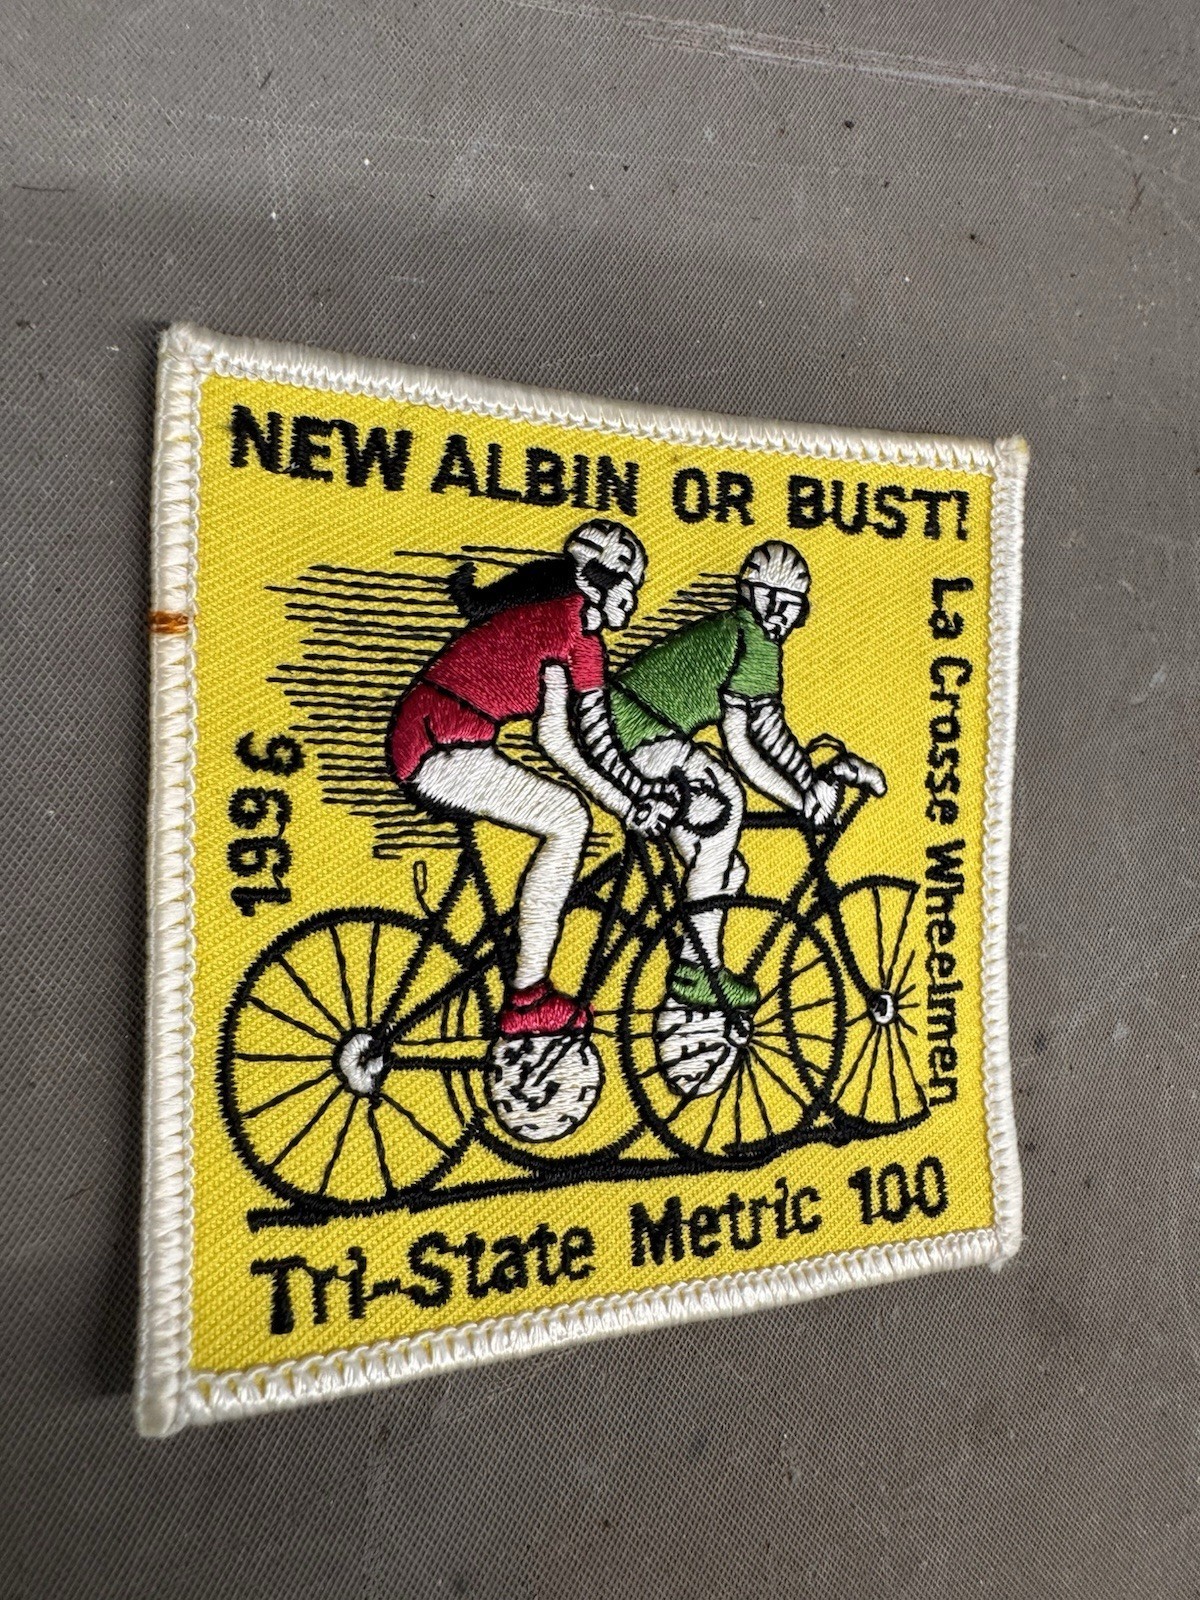 NEW ALBIN OR BUST!
La Crosse Wheelmen
1996
Tri-State Metric 100